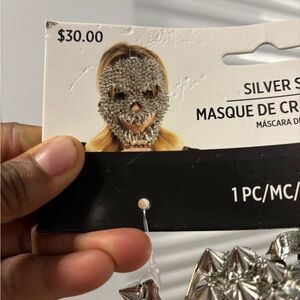 $30.00
SILVER S
MASQUE DE CR
MÁSCARA D
1 PC/MC/